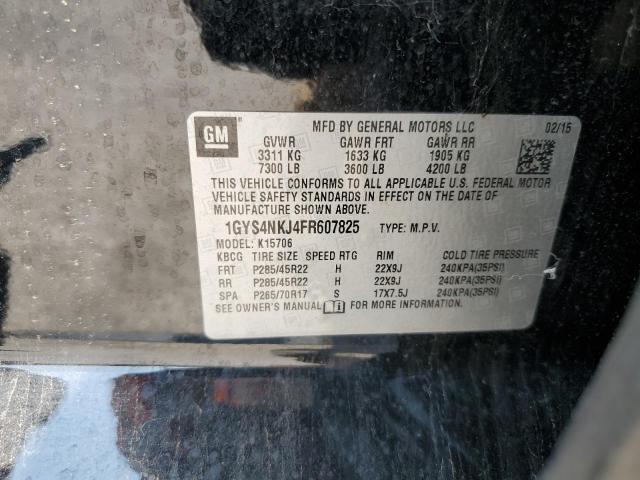 GM
MFD BY GENERAL MOTORS LLC 02/15
GVWR GAWR FRT GAWR RR
3311 KG 1633 KG 1905 KG
7300 LB 3600 LB 4200 LB
THIS VEHICLE CONFORMS TO ALL APPLICABLE U.S. FEDERAL MOTOR
VEHICLE SAFETY STANDARDS IN EFFECT ON THE DATE OF
MANUFACTURE SHOWN ABOVE.
1GYS4NKJ4FR607825 TYPE: M.P.V.
MODEL: K15706
KBCG TIRE SIZE SPEED RTG RIM COLD TIRE PRESSURE
FRT P285/45R22 H 22X9J 240KPA(35PSI)
RR P285/45R22 H 22X9J 240KPA(35PSI)
SPA P265/70R17 S 17X7.5J 240KPA(35PSI)
SEE OWNER'S MANUAL FOR MORE INFORMATION.